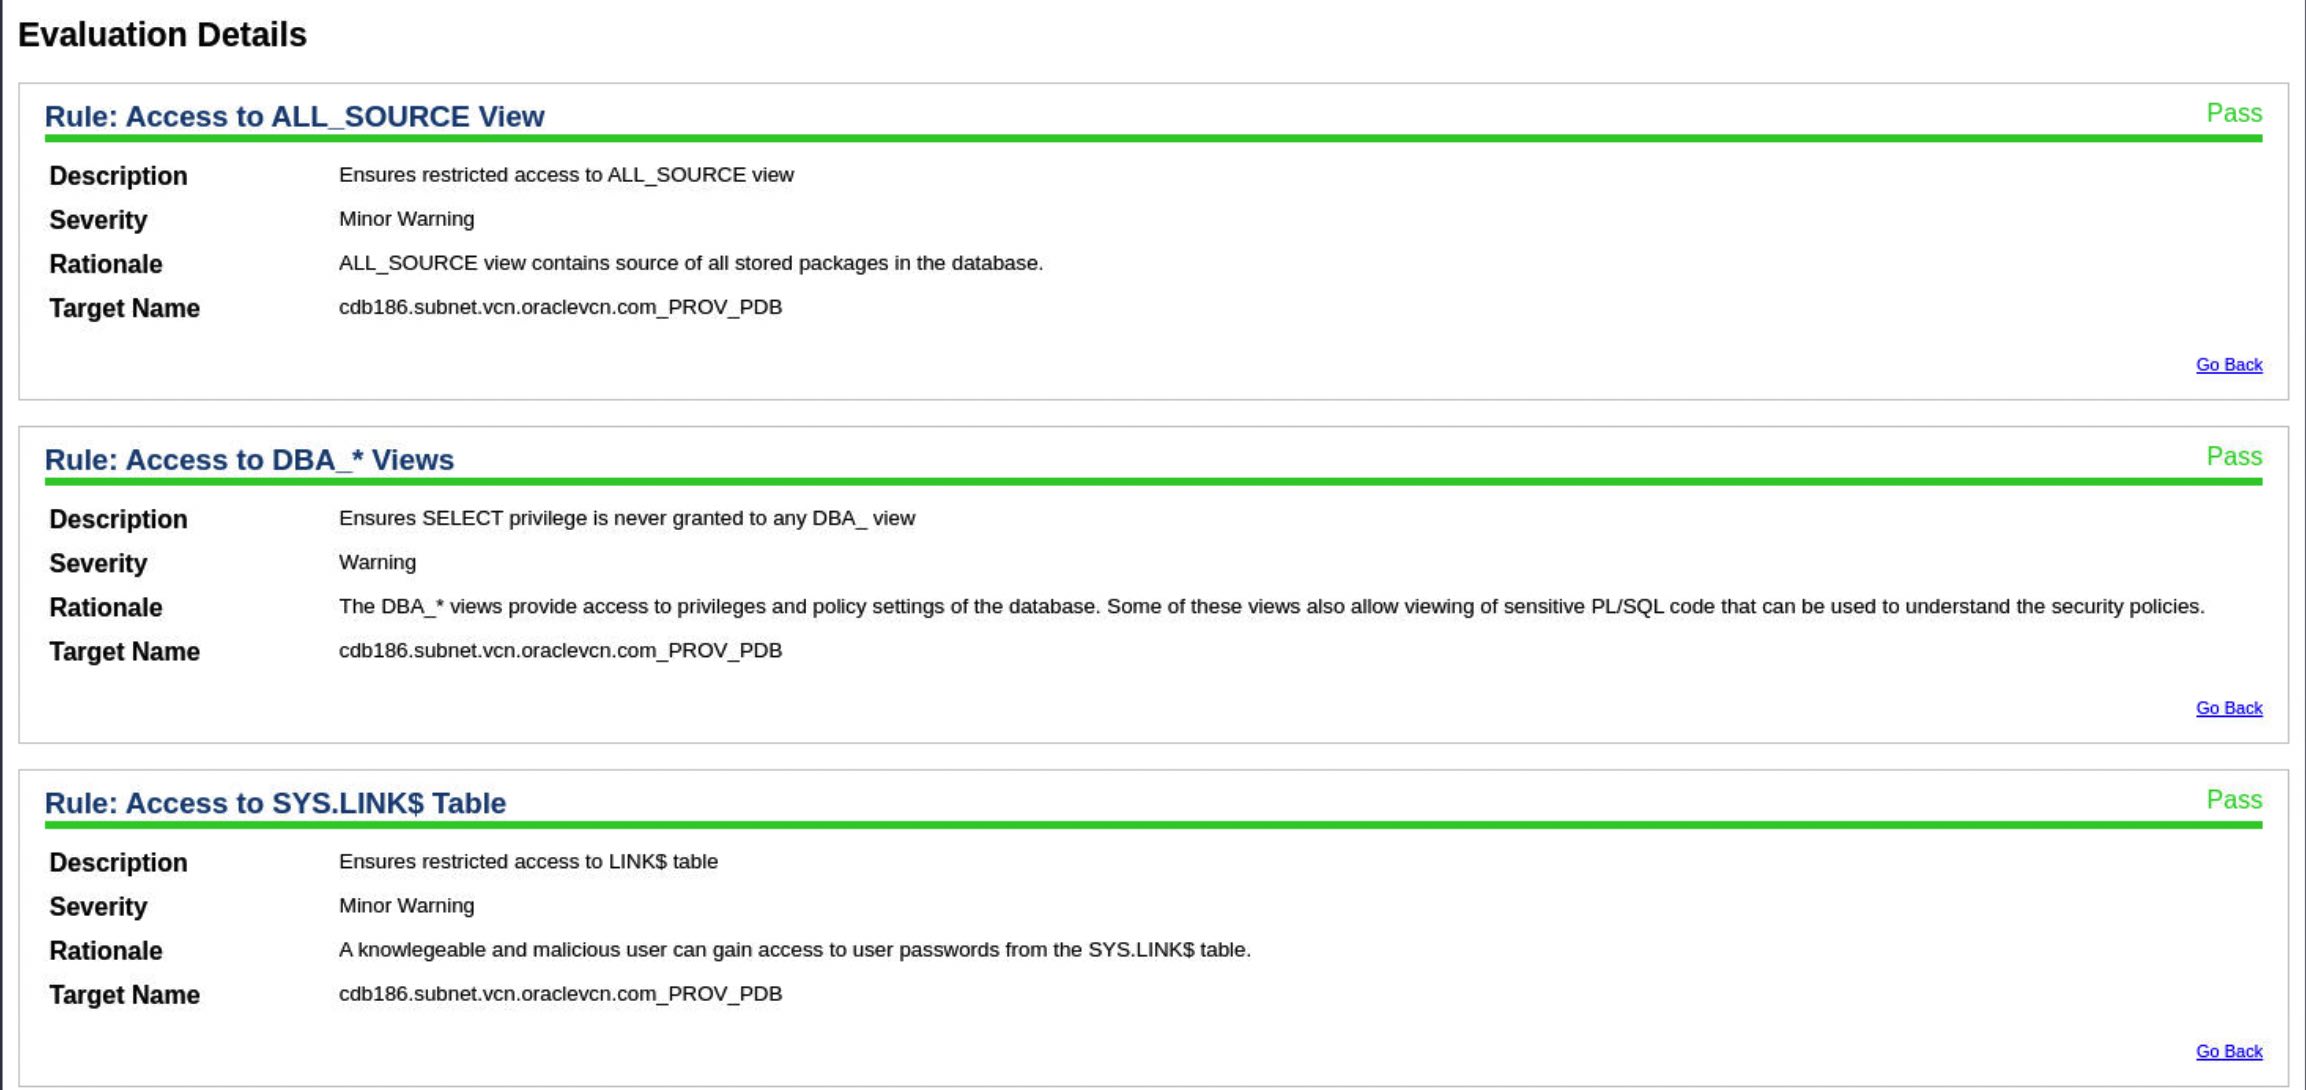 Evaluation Details
Rule: Access to ALL_SOURCE View
Pass
Description Ensures restricted access to ALL_SOURCE view
Severity Minor Warning
Rationale ALL_SOURCE view contains source of all stored packages in the database.
Target Name cdb186.subnet.vcn.oraclevcn.com_PROV_PDB
Go Back
Rule: Access to DBA_* Views
Pass
Description Ensures SELECT privilege is never granted to any DBA_ view
Severity Warning
Rationale The DBA_* views provide access to privileges and policy settings of the database. Some of these views also allow viewing of sensitive PL/SQL code that can be used to understand the security policies.
Target Name cdb186.subnet.vcn.oraclevcn.com_PROV_PDB
Go Back
Rule: Access to SYS.LINK$ Table
Pass
Description Ensures restricted access to LINK$ table
Severity Minor Warning
Rationale A knowlegeable and malicious user can gain access to user passwords from the SYS.LINK$ table.
Target Name cdb186.subnet.vcn.oraclevcn.com_PROV_PDB
Go Back